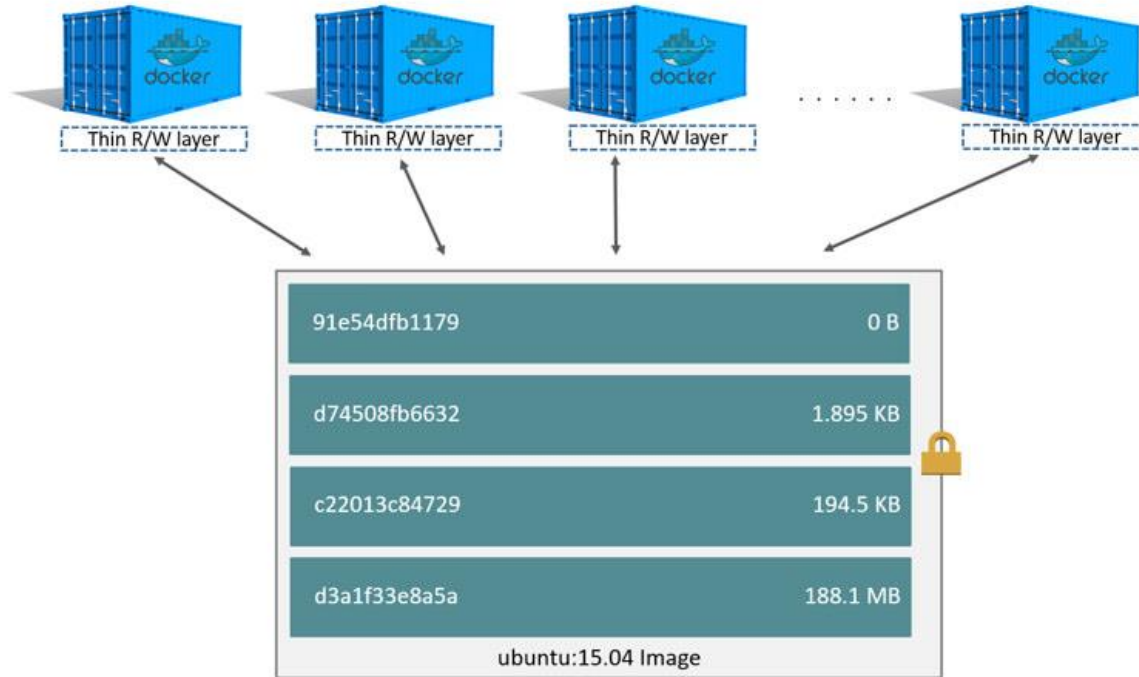 docker
docker
docker
docker
. . . . . .
Thin R/W layer
Thin R/W layer
Thin R/W layer
Thin R/W layer
91e54dfb1179 0 B
d74508fb6632 1.895 KB
c22013c84729 194.5 KB
d3a1f33e8a5a 188.1 MB
ubuntu:15.04 Image